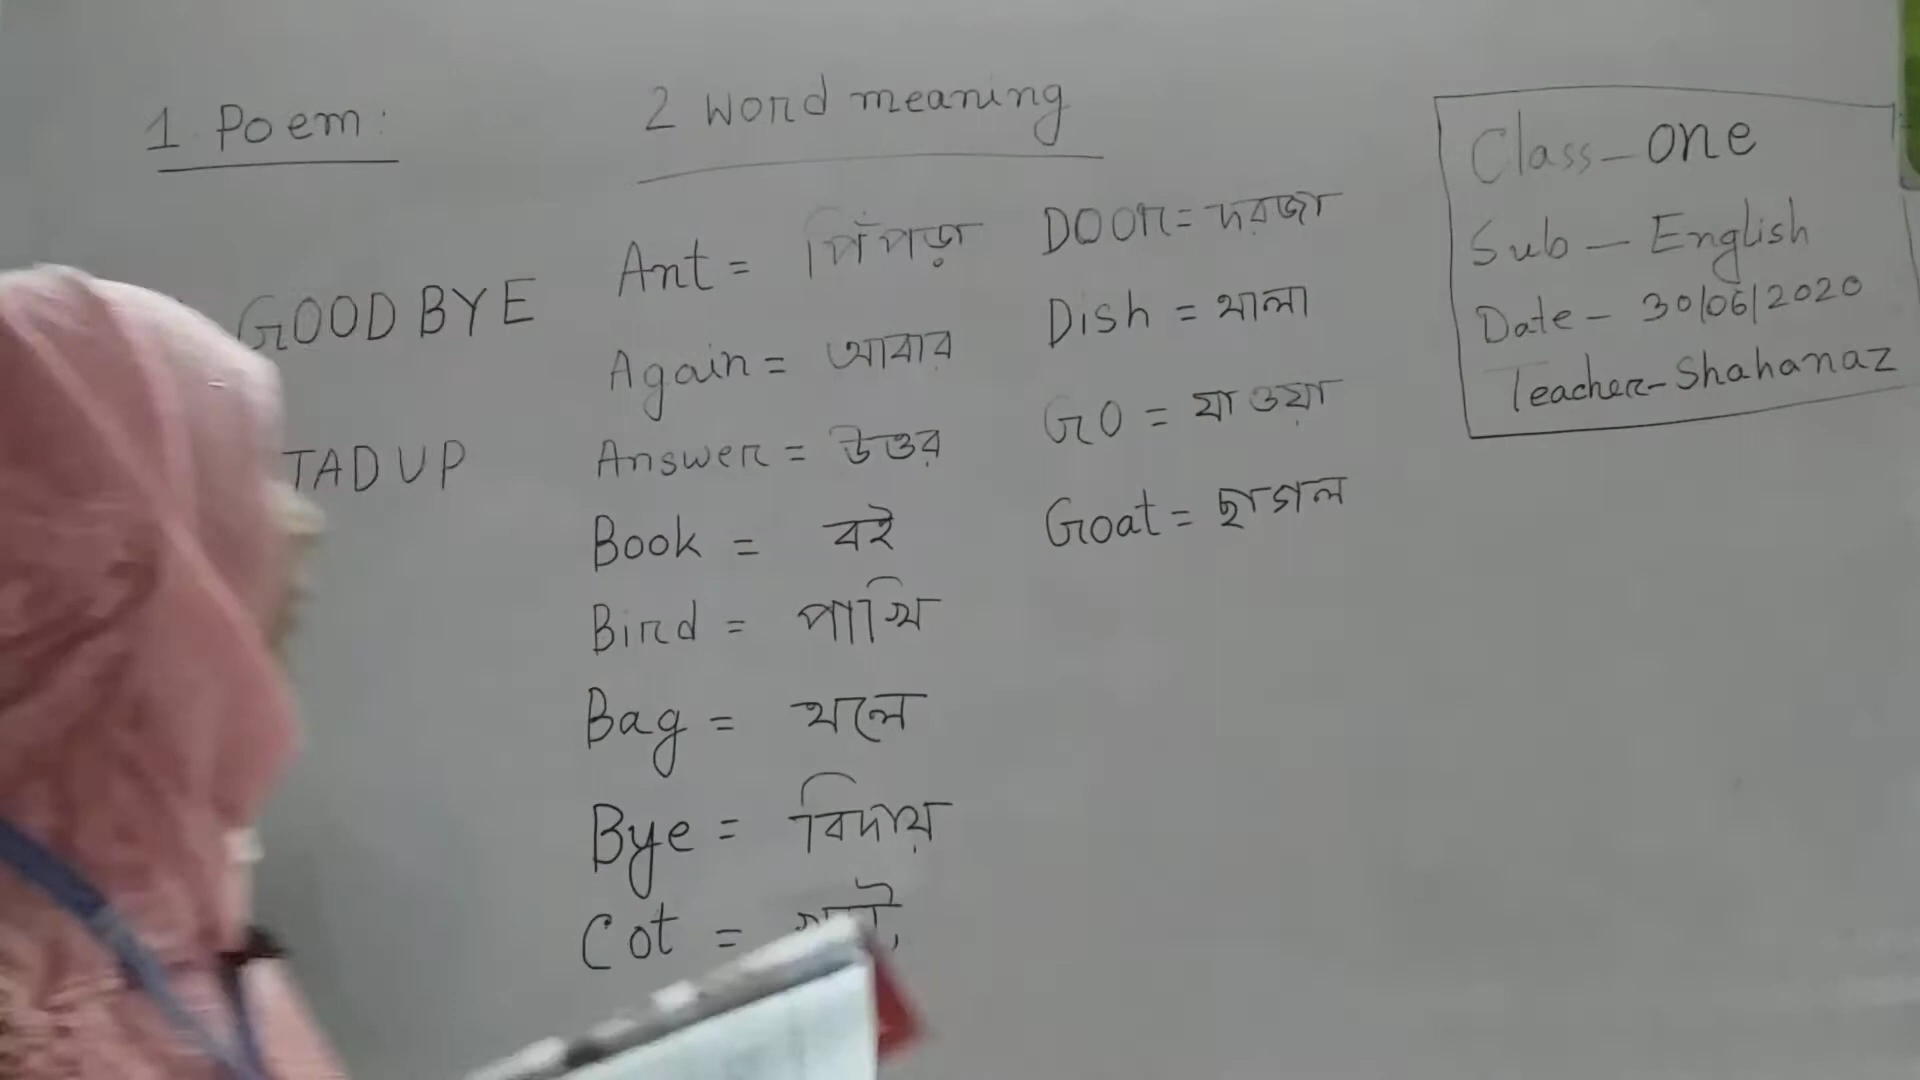 1 Poem:
GOODBYE
TAD UP
2 word meaning
Ant = পিঁপড়া
Again = আবার
Answer = উত্তর
Book = বই
Bird = পাখি
Bag = থলে
Bye = বিদায়
Cot =
DOOR = দরজা
Dish = থালা
GO = যাওয়া
Goat = ছাগল
Class - one
Sub - English
Date - 30/06/2020
Teacher - Shahanaz